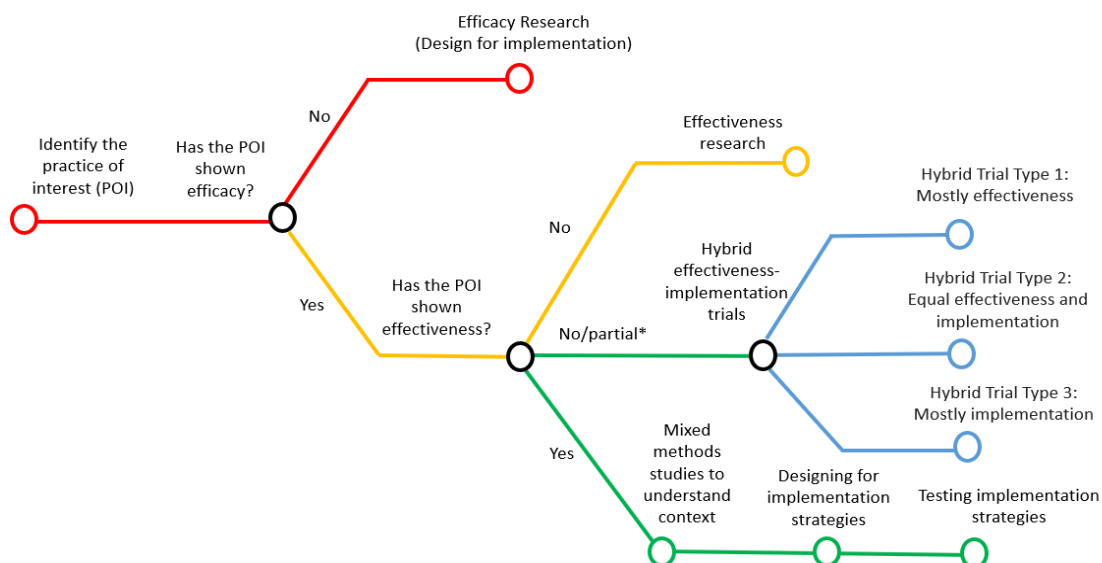 Efficacy Research
(Design for implementation)
No
Identify the
practice of
interest (POI)
Has the POI
shown
efficacy?
Effectiveness
research
Hybrid Trial Type 1:
Mostly effectiveness
No
Hybrid
effectiveness-
implementation
trials
Yes
Has the POI
shown
effectiveness?
Hybrid Trial Type 2:
Equal effectiveness and
implementation
No/partial*
Hybrid Trial Type 3:
Mostly implementation
Yes
Mixed
methods
studies to
understand
context
Designing for
implementation
strategies
Testing implementation
strategies